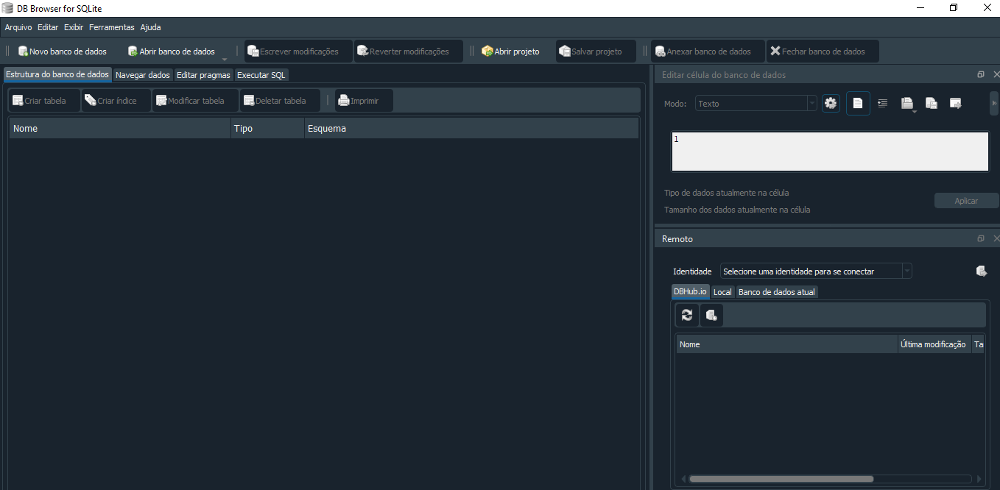 DB Browser for SQLite
Arquivo Editar Exibir Ferramentas Ajuda
Novo banco de dados Abrir banco de dados Escrever modificações Reverter modificações Abrir projeto Salvar projeto Anexar banco de dados Fechar banco de dados
Estrutura do banco de dados Navegar dados Editar pragmas Executar SQL
Criar tabela Criar índice Modificar tabela Deletar tabela Imprimir
Nome Tipo Esquema
Editar célula do banco de dados
Modo: Texto
1
Tipo de dados atualmente na célula
Tamanho dos dados atualmente na célula
Aplicar
Remoto
Identidade Selecione uma identidade para se conectar
DBHub.io Local Banco de dados atual
Nome Última modificação Ta